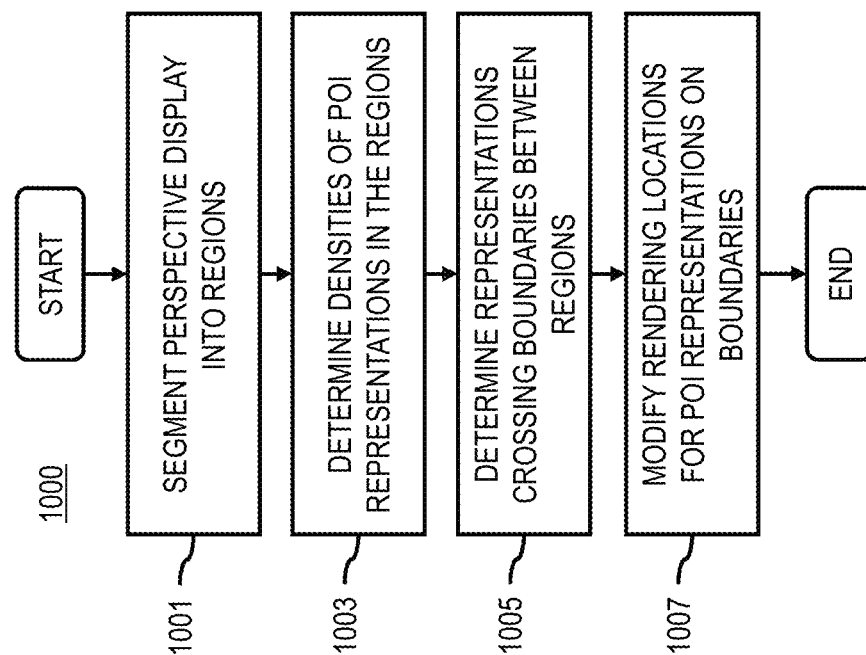 1000
START
1001
SEGMENT PERSPECTIVE DISPLAY
INTO REGIONS
1003
DETERMINE DENSITIES OF POI
REPRESENTATIONS IN THE REGIONS
1005
DETERMINE REPRESENTATIONS
CROSSING BOUNDARIES BETWEEN
REGIONS
1007
MODIFY RENDERING LOCATIONS
FOR POI REPRESENTATIONS ON
BOUNDARIES
END